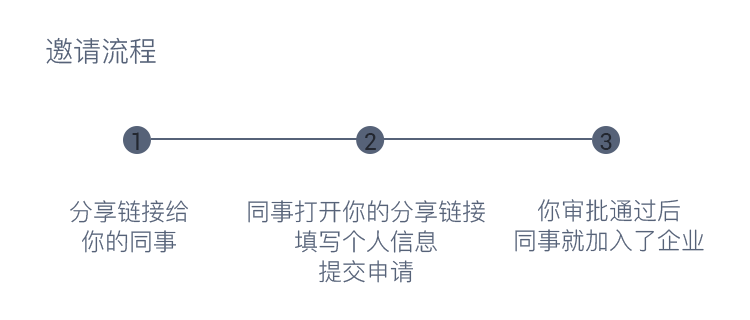 邀请流程
1
2
3
分享链接给
你的同事
同事打开你的分享链接
填写个人信息
提交申请
你审批通过后
同事就加入了企业